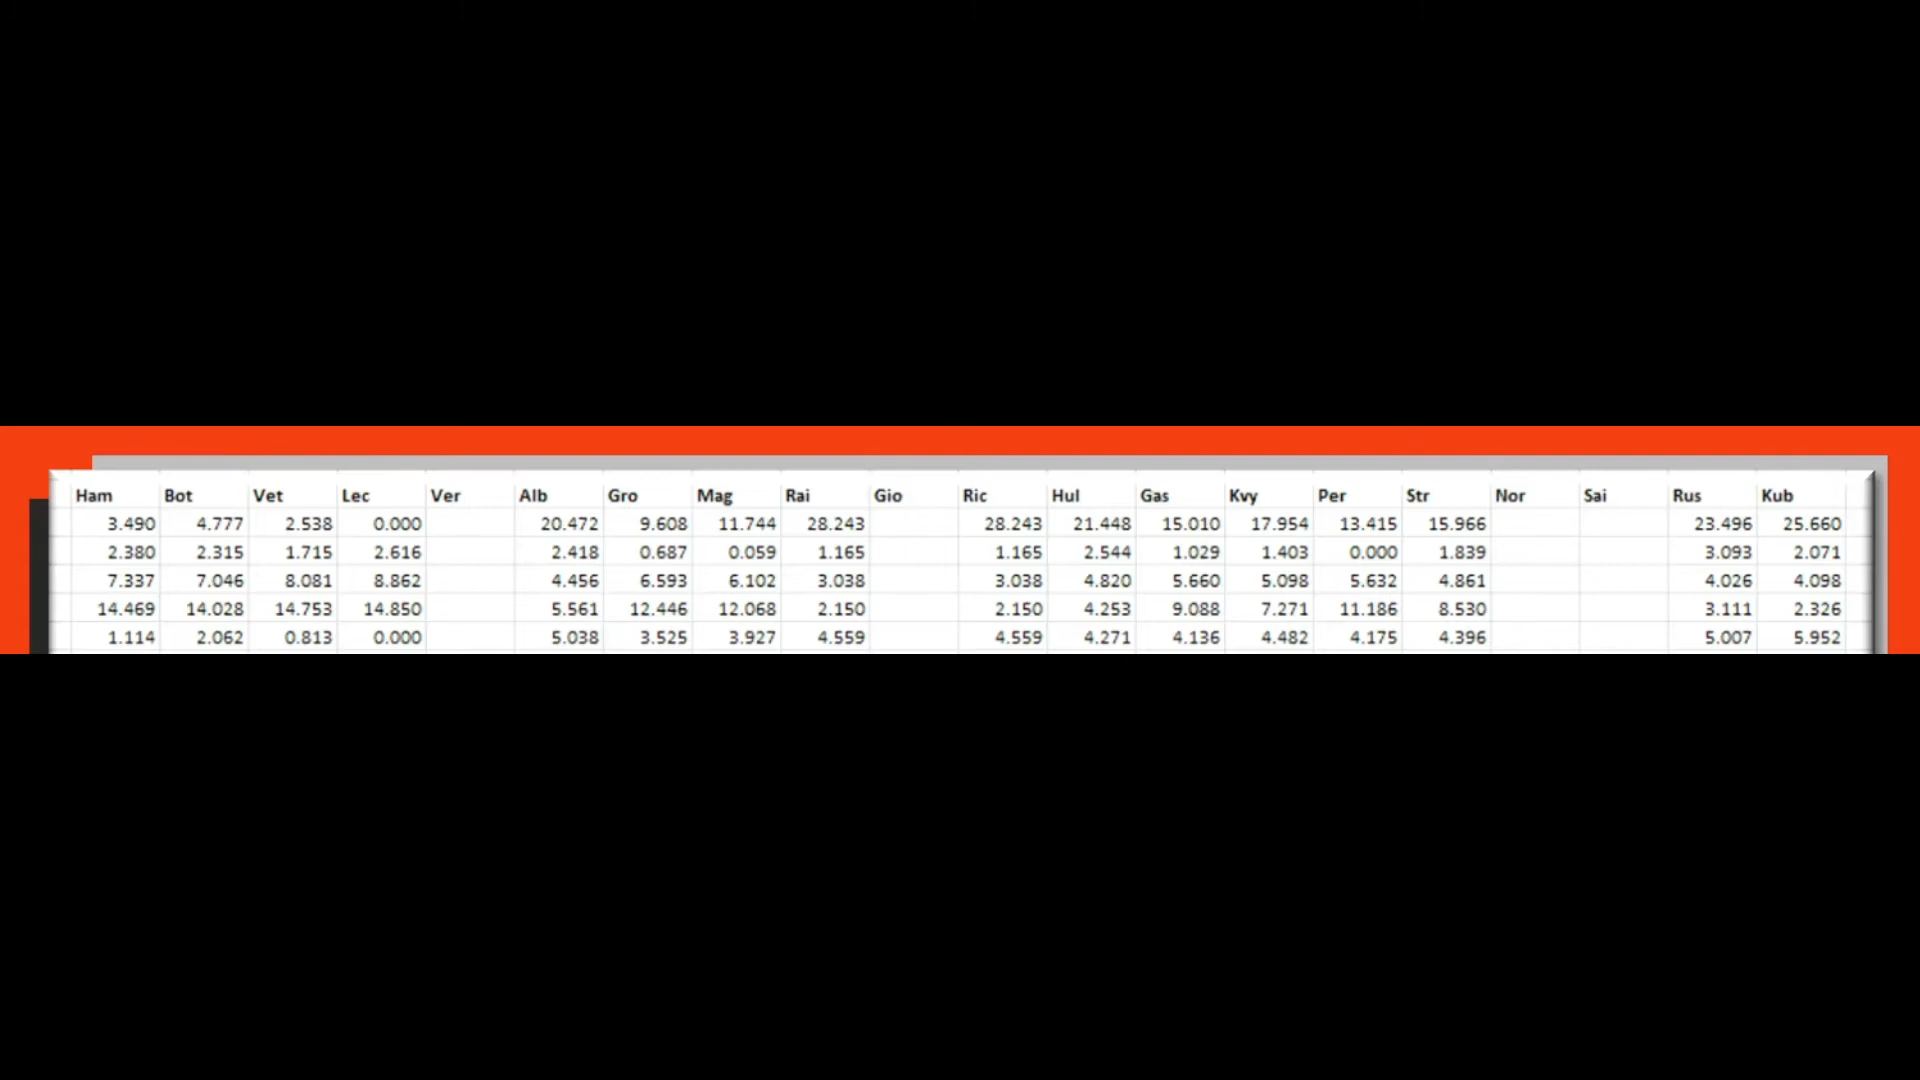 Ham Bot Vet Lec Ver Alb Gro Mag Rai Gio Ric Hul Gas Kvy Per Str Nor Sai Rus Kub
3.490 4.777 2.538 0.000 20.472 9.608 11.744 28.243 28.243 21.448 15.010 17.954 13.415 15.966 23.496 25.660
2.380 2.315 1.715 2.616 2.418 0.687 0.059 1.165 1.165 2.544 1.029 1.403 0.000 1.839 3.093 2.071
7.337 7.046 8.081 8.862 4.456 6.593 6.102 3.038 3.038 4.820 5.660 5.098 5.632 4.861 4.026 4.098
14.469 14.028 14.753 14.850 5.561 12.446 12.068 2.150 2.150 4.253 9.088 7.271 11.186 8.530 3.111 2.326
1.114 2.062 0.813 0.000 5.038 3.525 3.927 4.559 4.559 4.271 4.136 4.482 4.175 4.396 5.007 5.952